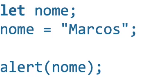 let nome;
nome = "Marcos";
alert(nome);